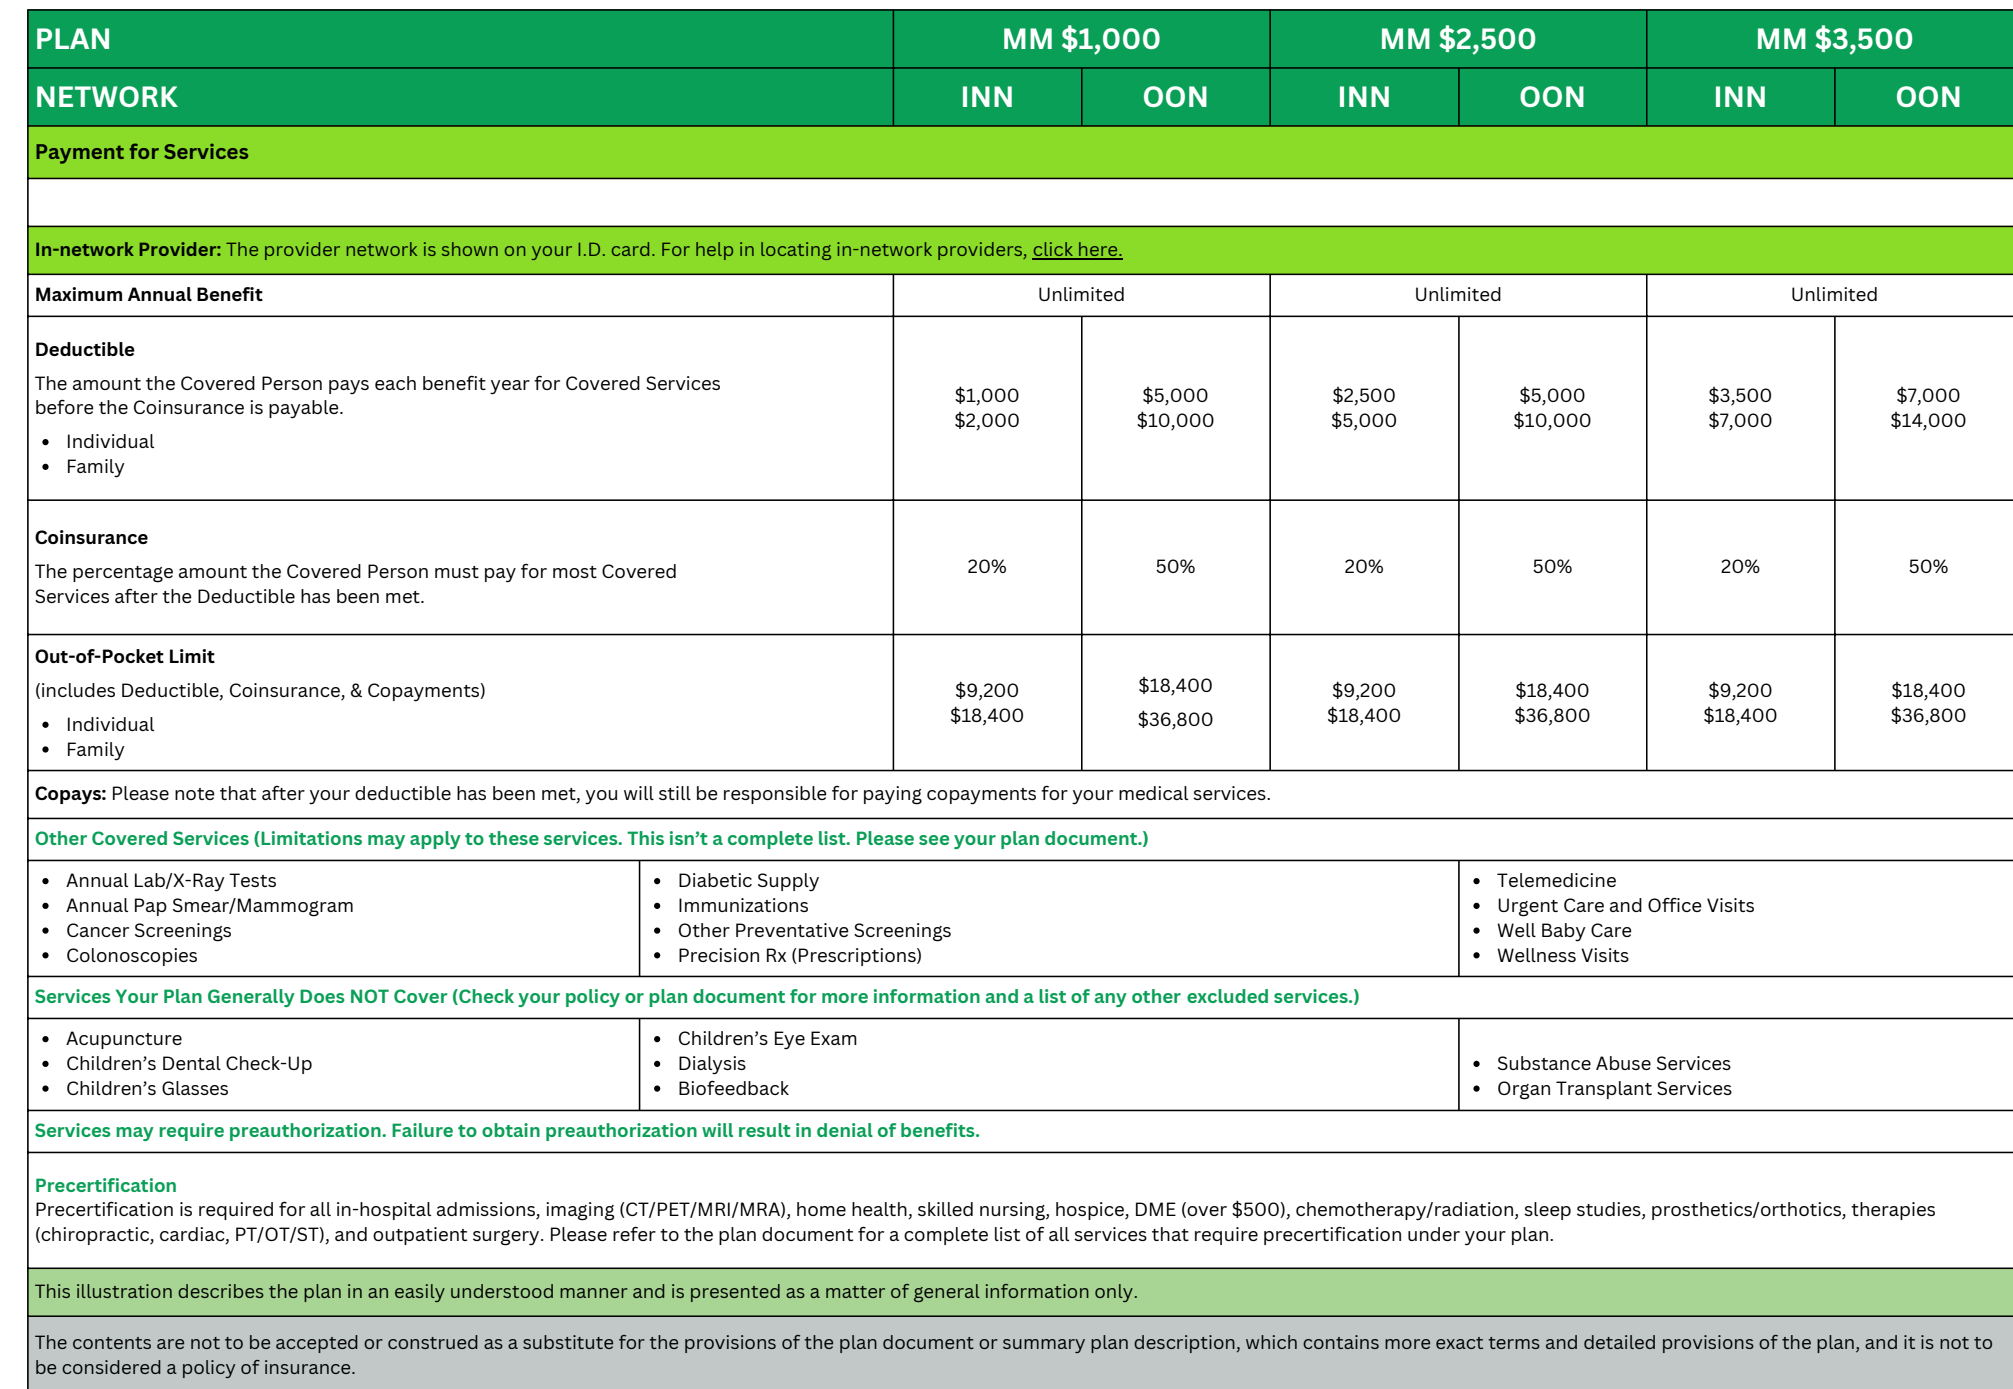 PLAN MM $1,000 MM $2,500 MM $3,500
NETWORK INN OON INN OON INN OON
Payment for Services
In-network Provider: The provider network is shown on your I.D. card. For help in locating in-network providers, click here.
Maximum Annual Benefit Unlimited Unlimited Unlimited
Deductible
The amount the Covered Person pays each benefit year for Covered Services
before the Coinsurance is payable.
• Individual
• Family
$1,000 $5,000 $2,500 $5,000 $3,500 $7,000
$2,000 $10,000 $5,000 $10,000 $7,000 $14,000
Coinsurance
The percentage amount the Covered Person must pay for most Covered
Services after the Deductible has been met.
20% 50% 20% 50% 20% 50%
Out-of-Pocket Limit
(includes Deductible, Coinsurance, & Copayments)
• Individual
• Family
$9,200 $18,400 $9,200 $18,400 $9,200 $18,400
$18,400 $36,800 $18,400 $36,800 $18,400 $36,800
Copays: Please note that after your deductible has been met, you will still be responsible for paying copayments for your medical services.
Other Covered Services (Limitations may apply to these services. This isn’t a complete list. Please see your plan document.)
• Annual Lab/X-Ray Tests
• Annual Pap Smear/Mammogram
• Cancer Screenings
• Colonoscopies
• Diabetic Supply
• Immunizations
• Other Preventative Screenings
• Precision Rx (Prescriptions)
• Telemedicine
• Urgent Care and Office Visits
• Well Baby Care
• Wellness Visits
Services Your Plan Generally Does NOT Cover (Check your policy or plan document for more information and a list of any other excluded services.)
• Acupuncture
• Children’s Dental Check-Up
• Children’s Glasses
• Children’s Eye Exam
• Dialysis
• Biofeedback
• Substance Abuse Services
• Organ Transplant Services
Services may require preauthorization. Failure to obtain preauthorization will result in denial of benefits.
Precertification
Precertification is required for all in-hospital admissions, imaging (CT/PET/MRI/MRA), home health, skilled nursing, hospice, DME (over $500), chemotherapy/radiation, sleep studies, prosthetics/orthotics, therapies
(chiropractic, cardiac, PT/OT/ST), and outpatient surgery. Please refer to the plan document for a complete list of all services that require precertification under your plan.
This illustration describes the plan in an easily understood manner and is presented as a matter of general information only.
The contents are not to be accepted or construed as a substitute for the provisions of the plan document or summary plan description, which contains more exact terms and detailed provisions of the plan, and it is not to
be considered a policy of insurance.